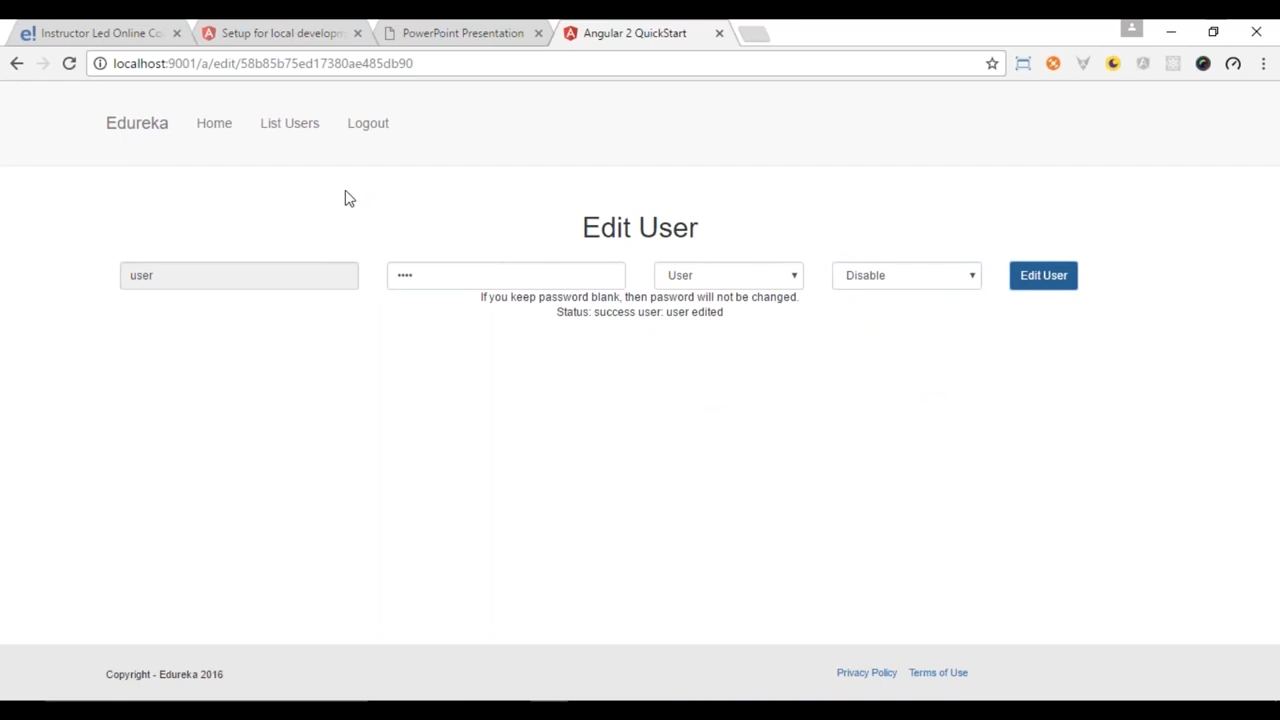 Instructor Led Online Co
Setup for local developm
PowerPoint Presentation
Angular 2 QuickStart
localhost:9001/a/edit/58b85b75ed17380ae485db90
Edureka Home List Users Logout
Edit User
user •••• User Disable Edit User
If you keep password blank, then pasword will not be changed.
Status: success user: user edited
Copyright - Edureka 2016
Privacy Policy Terms of Use